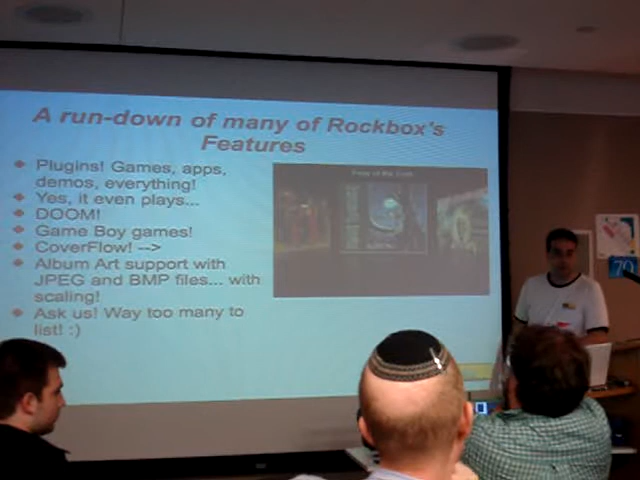 A run-down of many of Rockbox's
Features
Plugins! Games, apps,
demos, everything!
Yes, it even plays...
DOOM!
Game Boy games!
CoverFlow! -->
Album Art support with
JPEG and BMP files... with
scaling!
Ask us! Way too many to
list! :)
70